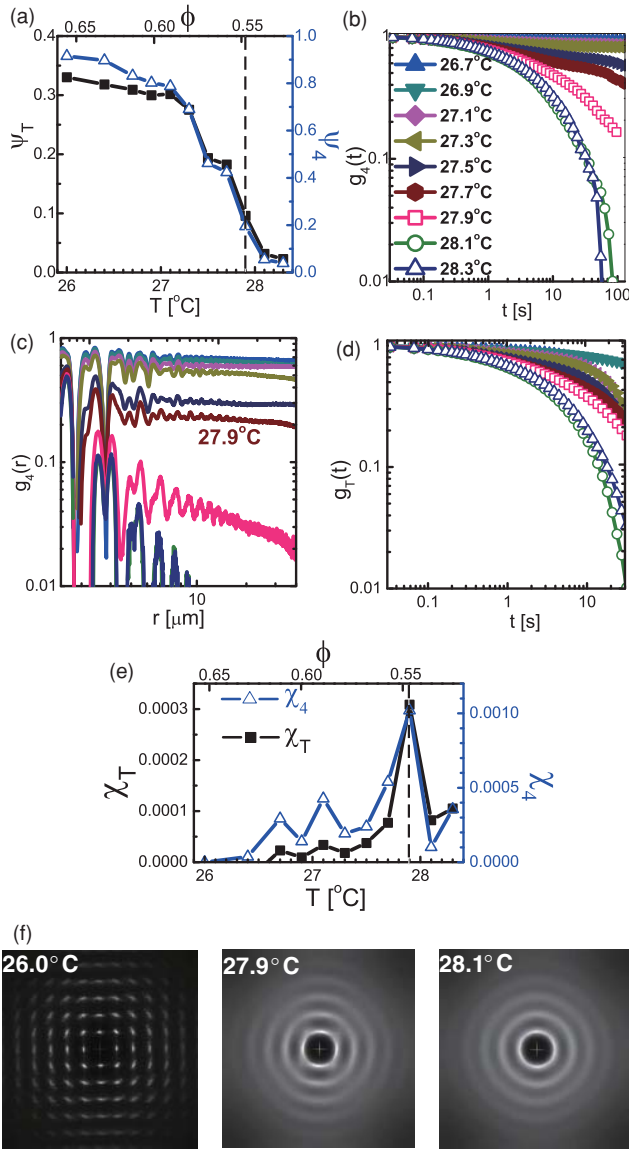 (a)
0.65 0.60 ϕ 0.55
0.4 0.3 0.2 0.1 0.0
Ψ_T
1.0 0.8 0.6 0.4 0.2 0.0
Ψ_4
26 27 28
T [°C]
(b)
1
0.1
0.01
g_4(t)
26.7°C
26.9°C
27.1°C
27.3°C
27.5°C
27.7°C
27.9°C
28.1°C
28.3°C
0.1 1 10 100
t [s]
(c)
1
0.1
0.01
g_4(r)
27.9°C
10
r [μm]
(d)
1
0.1
0.01
g_T(t)
0.1 1 10
t [s]
(e)
ϕ
0.65 0.60 0.55
χ_4
χ_T
0.0003
0.0002
0.0001
0.0000
χ_T
0.0010
0.0005
0.0000
χ_4
26 27 28
T [°C]
(f)
26.0°C 27.9°C 28.1°C